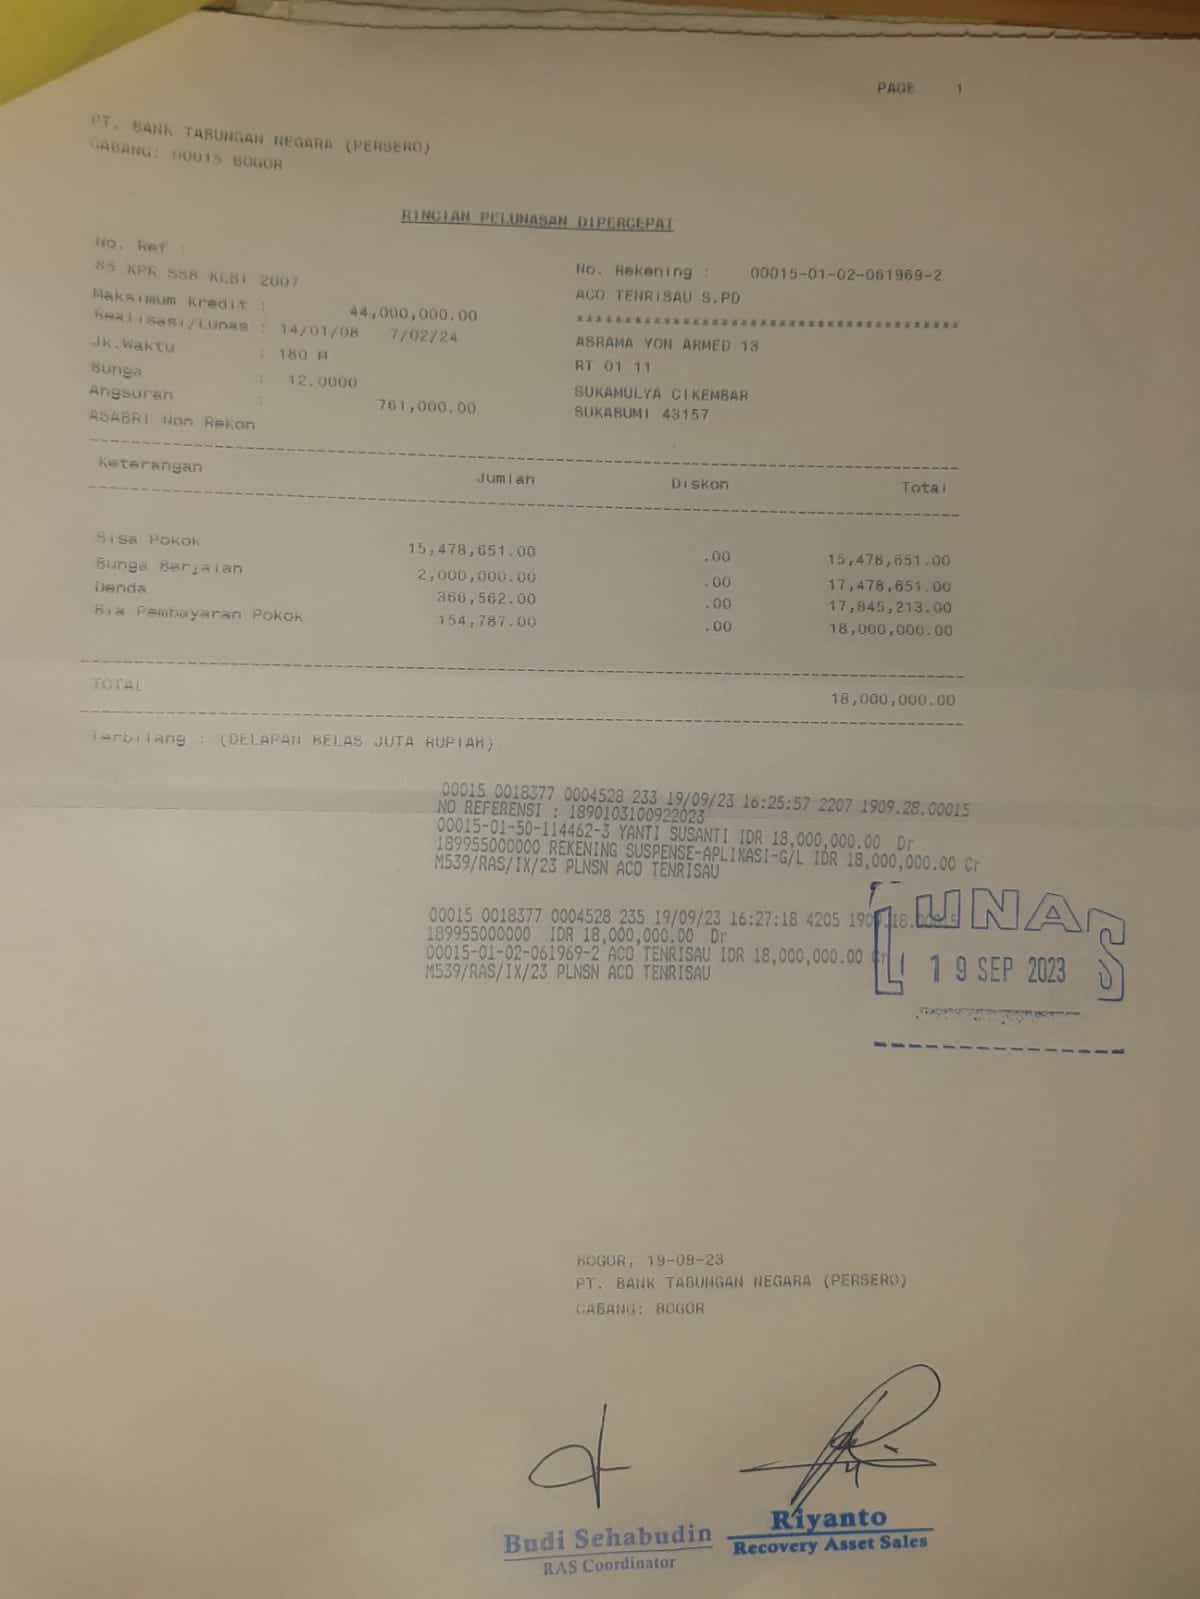 PAGE 1
PT. BANK TABUNGAN NEGARA (PERSERO)
CABANG: 00015 BOGOR
RINCIAN PELUNASAN DIPERCEPAT
No. Ref :
85 KPR SS8 KLBI 2007
Maksimum Kredit : 44,000,000.00
Realisasi/Lunas : 14/01/08 7/02/24
Jk.Waktu : 180 M
Bunga : 12.0000
Angsuran : 761,000.00
ASABRI Non Rekon
No. Rekening : 00015-01-02-061969-2
ACO TENRISAU S.PD
****************************************
ASRAMA YON ARMED 13
RT 01 11
SUKAMULYA CIKEMBAR
SUKABUMI 43157
Keterangan Jumlah Diskon Total
Sisa Pokok 15,478,651.00 .00 15,478,651.00
Bunga Berjalan 2,000,000.00 .00 17,478,651.00
Denda 366,562.00 .00 17,845,213.00
Bia Pembayaran Pokok 154,787.00 .00 18,000,000.00
TOTAL 18,000,000.00
Terbilang : (DELAPAN BELAS JUTA RUPIAH)
00015 0018377 0004528 233 19/09/23 16:25:57 2207 1909.28.00015
NO REFERENSI : 1890103100922023
00015-01-50-114462-3 YANTI SUSANTI IDR 18,000,000.00 Dr
189955000000 REKENING SUSPENSE-APLIKASI-G/L IDR 18,000,000.00 Cr
M539/RAS/IX/23 PLNSN ACO TENRISAU
00015 0018377 0004528 235 19/09/23 16:27:18 4205 1909.18.00015
189955000000 IDR 18,000,000.00 Dr
00015-01-02-061969-2 ACO TENRISAU IDR 18,000,000.00 Cr
M539/RAS/IX/23 PLNSN ACO TENRISAU
LUNAS
19 SEP 2023
BOGOR, 19-09-23
PT. BANK TABUNGAN NEGARA (PERSERO)
CABANG: BOGOR
Budi Sehabudin
RAS Coordinator
Riyanto
Recovery Asset Sales